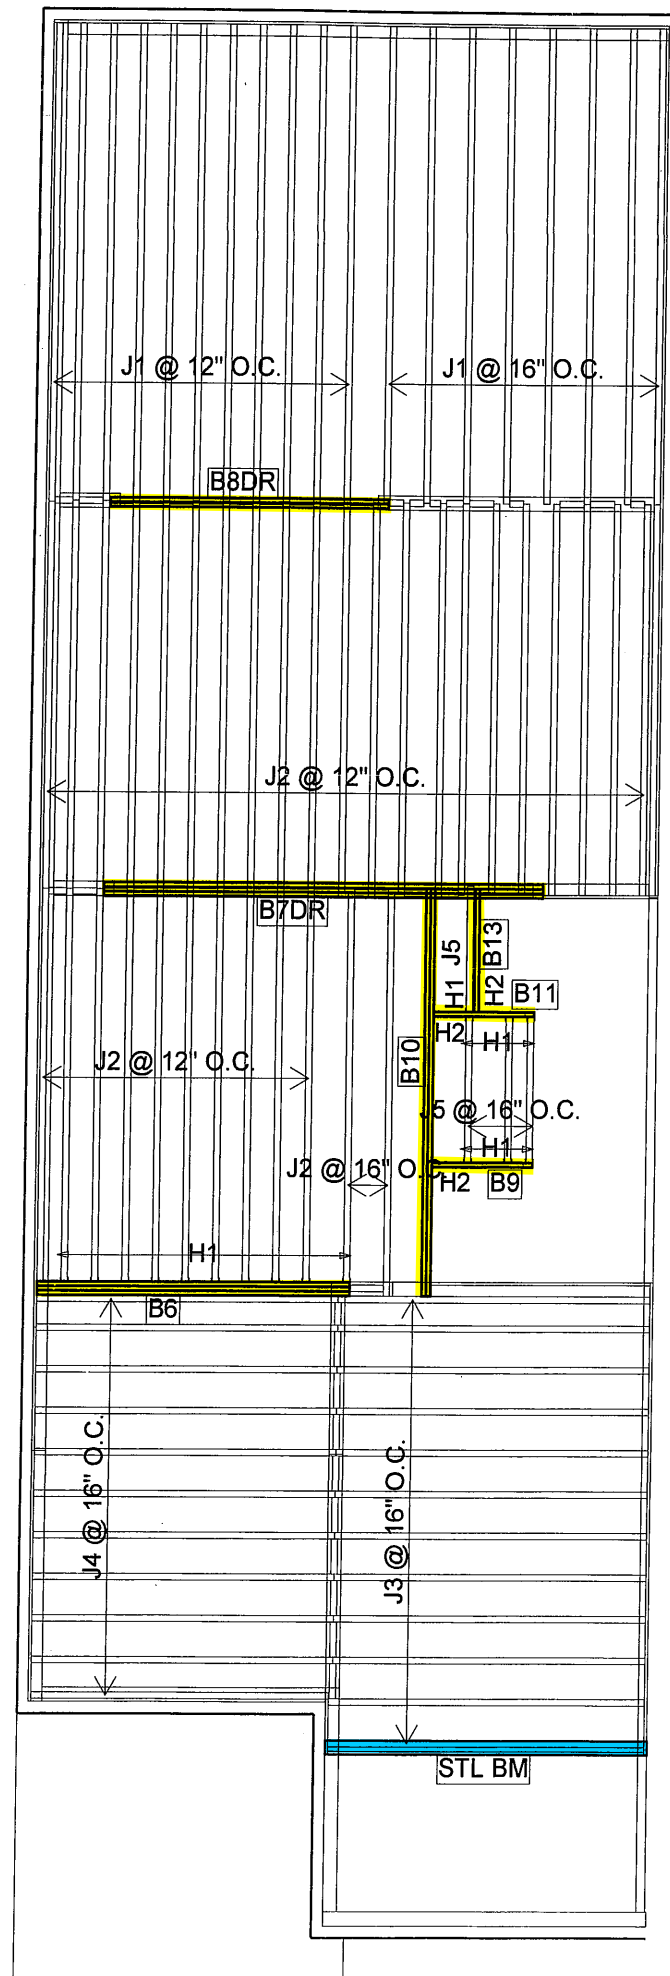 J1 @ 12" O.C.
J1 @ 16" O.C.
B8DR
J2 @ 12" O.C.
B7DR
J5
B13
H1
H2
B11
H2
H1
B10
J2 @ 12" O.C.
J5 @ 16" O.C.
H1
J2 @ 16" O.C.
H2
B9
H1
B6
J4 @ 16" O.C.
J3 @ 16" O.C.
STL BM